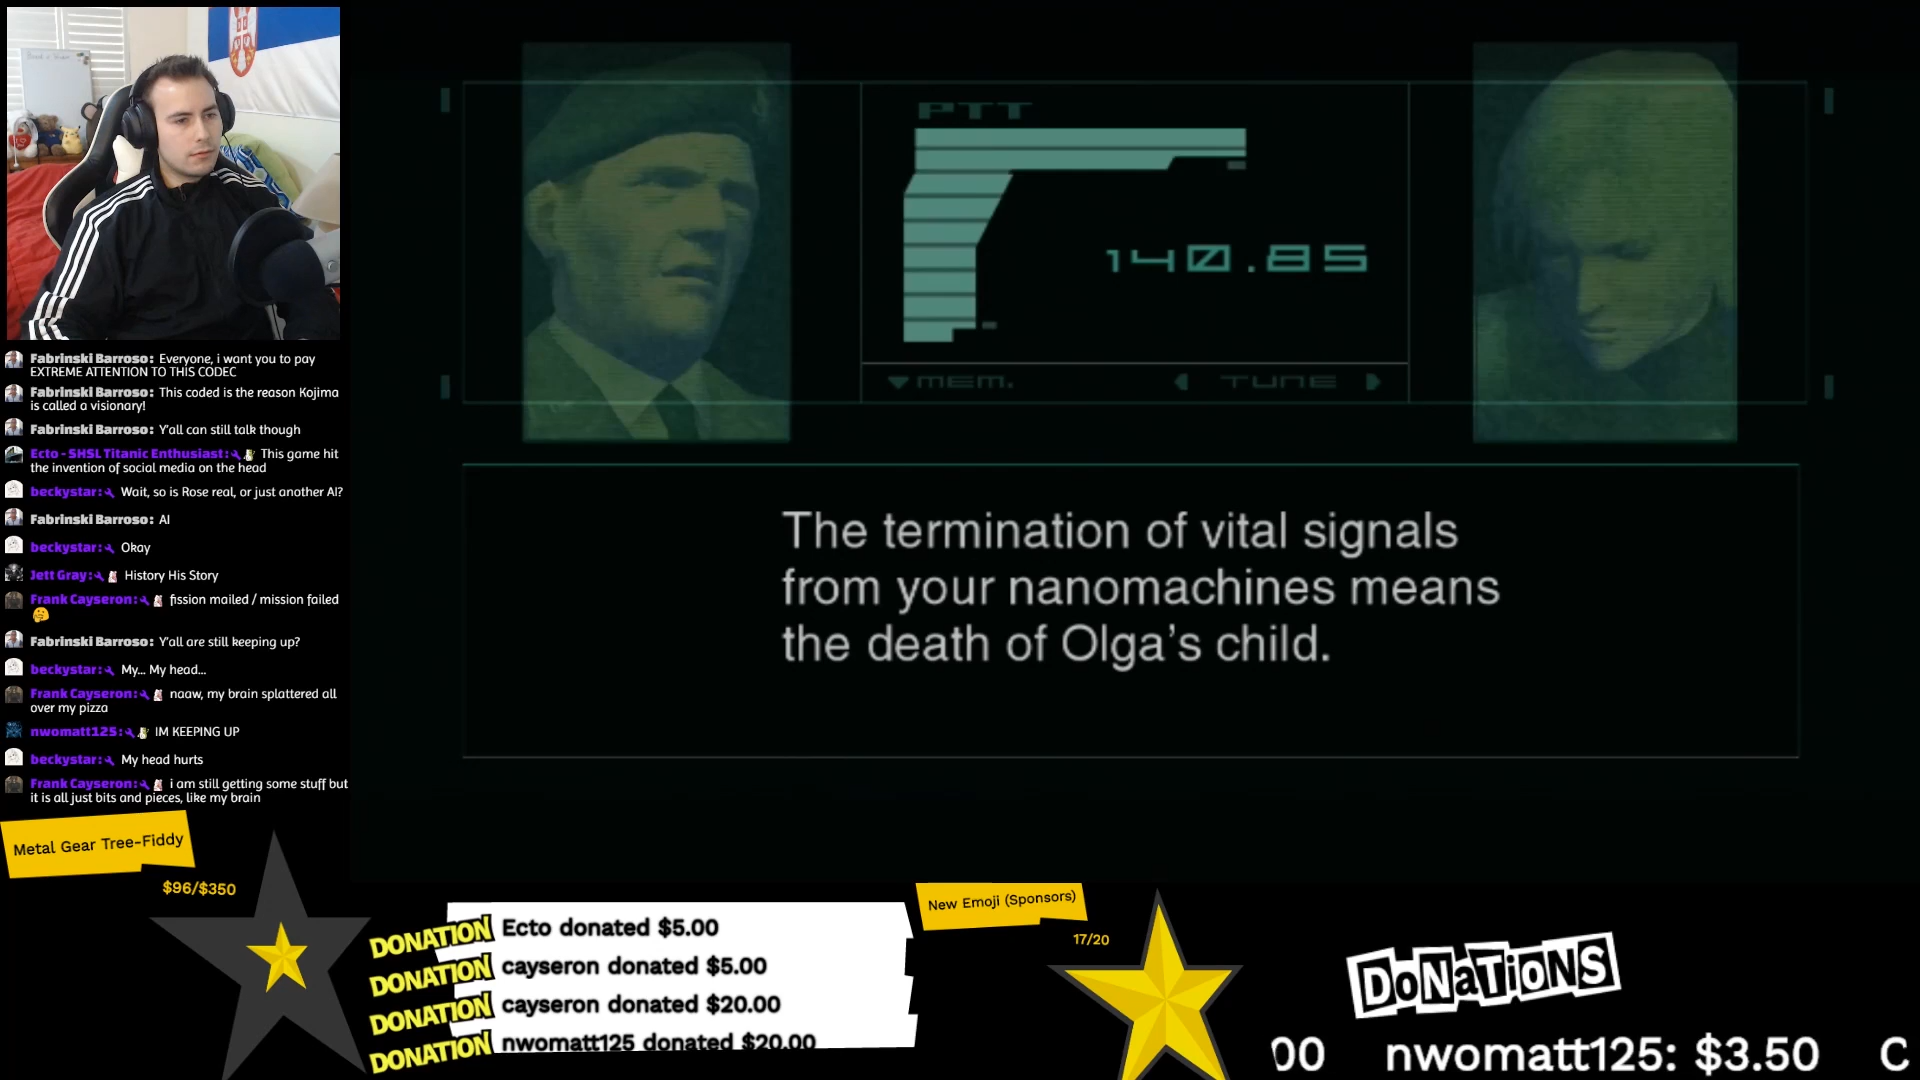 Fabrinski Barroso: Everyone, i want you to pay
EXTREME ATTENTION TO THIS CODEC
Fabrinski Barroso: This coded is the reason Kojima
is called a visionary!
Fabrinski Barroso: Y'all can still talk though
Ecto - SHSL Titanic Enthusiast: This game hit
the invention of social media on the head
beckystar: Wait, so is Rose real, or just another AI?
Fabrinski Barroso: AI
beckystar: Okay
Jett Gray: History His Story
Frank Cayseron: fission mailed / mission failed
🤔
Fabrinski Barroso: Y'all are still keeping up?
beckystar: My... My head...
Frank Cayseron: naaw, my brain splattered all
over my pizza
nwomatt125: IM KEEPING UP
beckystar: My head hurts
Frank Cayseron: i am still getting some stuff but
it is all just bits and pieces, like my brain
PTT
140.85
MEM.
TUNE
The termination of vital signals
from your nanomachines means
the death of Olga's child.
Metal Gear Tree-Fiddy
$96/$350
DONATION Ecto donated $5.00
DONATION cayseron donated $5.00
DONATION cayseron donated $20.00
DONATION nwomatt125 donated $20.00
New Emoji (Sponsors)
17/20
DoNaTiONS
00 nwomatt125: $3.50 C